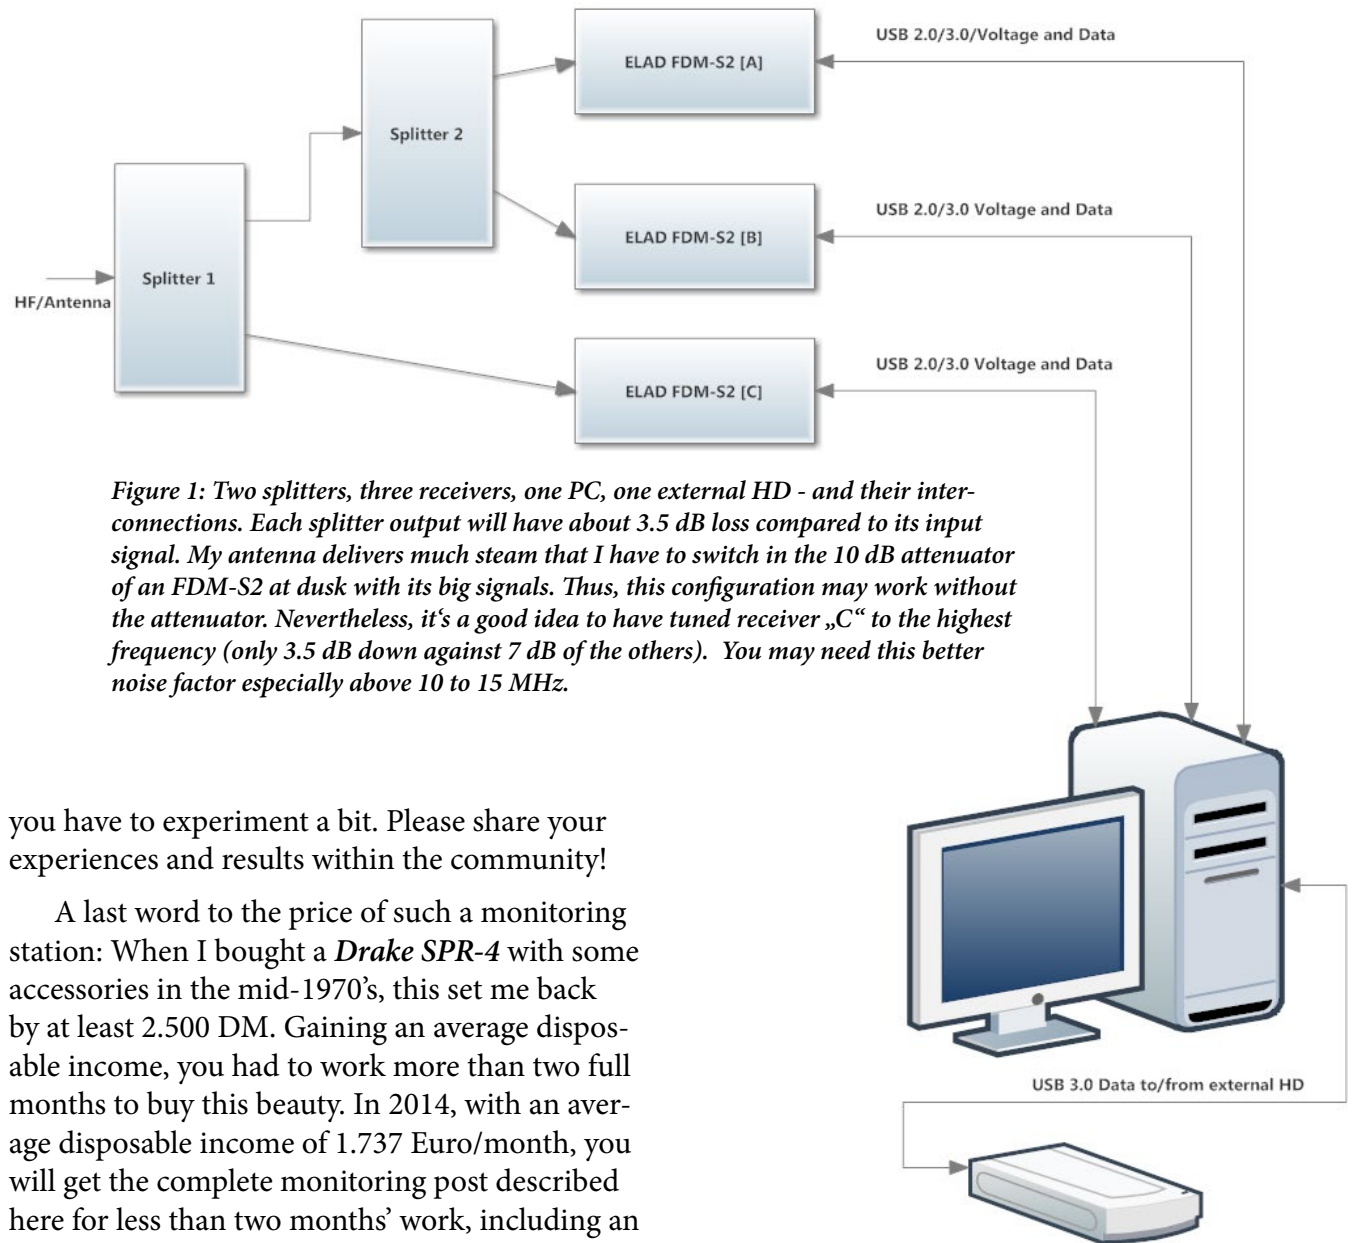 USB 2.0/3.0/Voltage and Data
ELAD FDM-S2 [A]
Splitter 2
USB 2.0/3.0 Voltage and Data
ELAD FDM-S2 [B]
Splitter 1
HF/Antenna
USB 2.0/3.0 Voltage and Data
ELAD FDM-S2 [C]
Figure 1: Two splitters, three receivers, one PC, one external HD - and their inter-
connections. Each splitter output will have about 3.5 dB loss compared to its input
signal. My antenna delivers much steam that I have to switch in the 10 dB attenuator
of an FDM-S2 at dusk with its big signals. Thus, this configuration may work without
the attenuator. Nevertheless, it‘s a good idea to have tuned receiver „C“ to the highest
frequency (only 3.5 dB down against 7 dB of the others).  You may need this better
noise factor especially above 10 to 15 MHz.
you have to experiment a bit. Please share your
experiences and results within the community!
A last word to the price of such a monitoring
station: When I bought a Drake SPR-4 with some
accessories in the mid-1970’s, this set me back
by at least 2.500 DM. Gaining an average dispos-
able income, you had to work more than two full
months to buy this beauty. In 2014, with an aver-
age disposable income of 1.737 Euro/month, you
will get the complete monitoring post described
here for less than two months’ work, including an
USB 3.0 Data to/from external HD